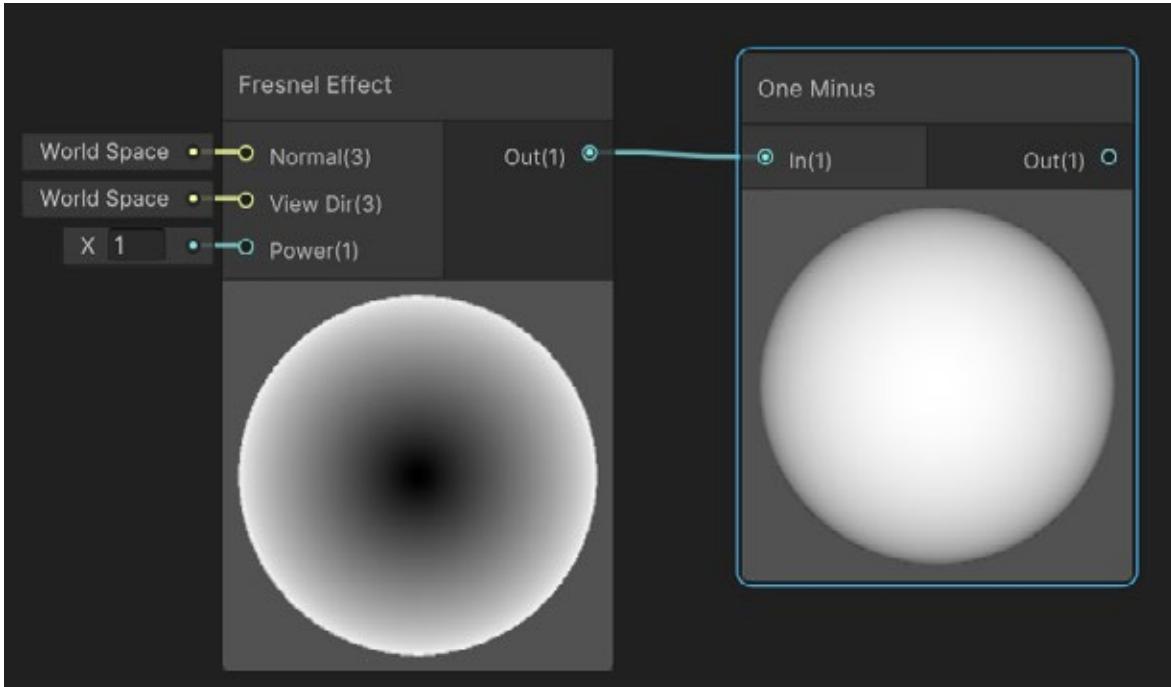 Fresnel Effect
World Space
Normal(3)
Out(1)
World Space
View Dir(3)
X 1
Power(1)
One Minus
In(1)
Out(1)